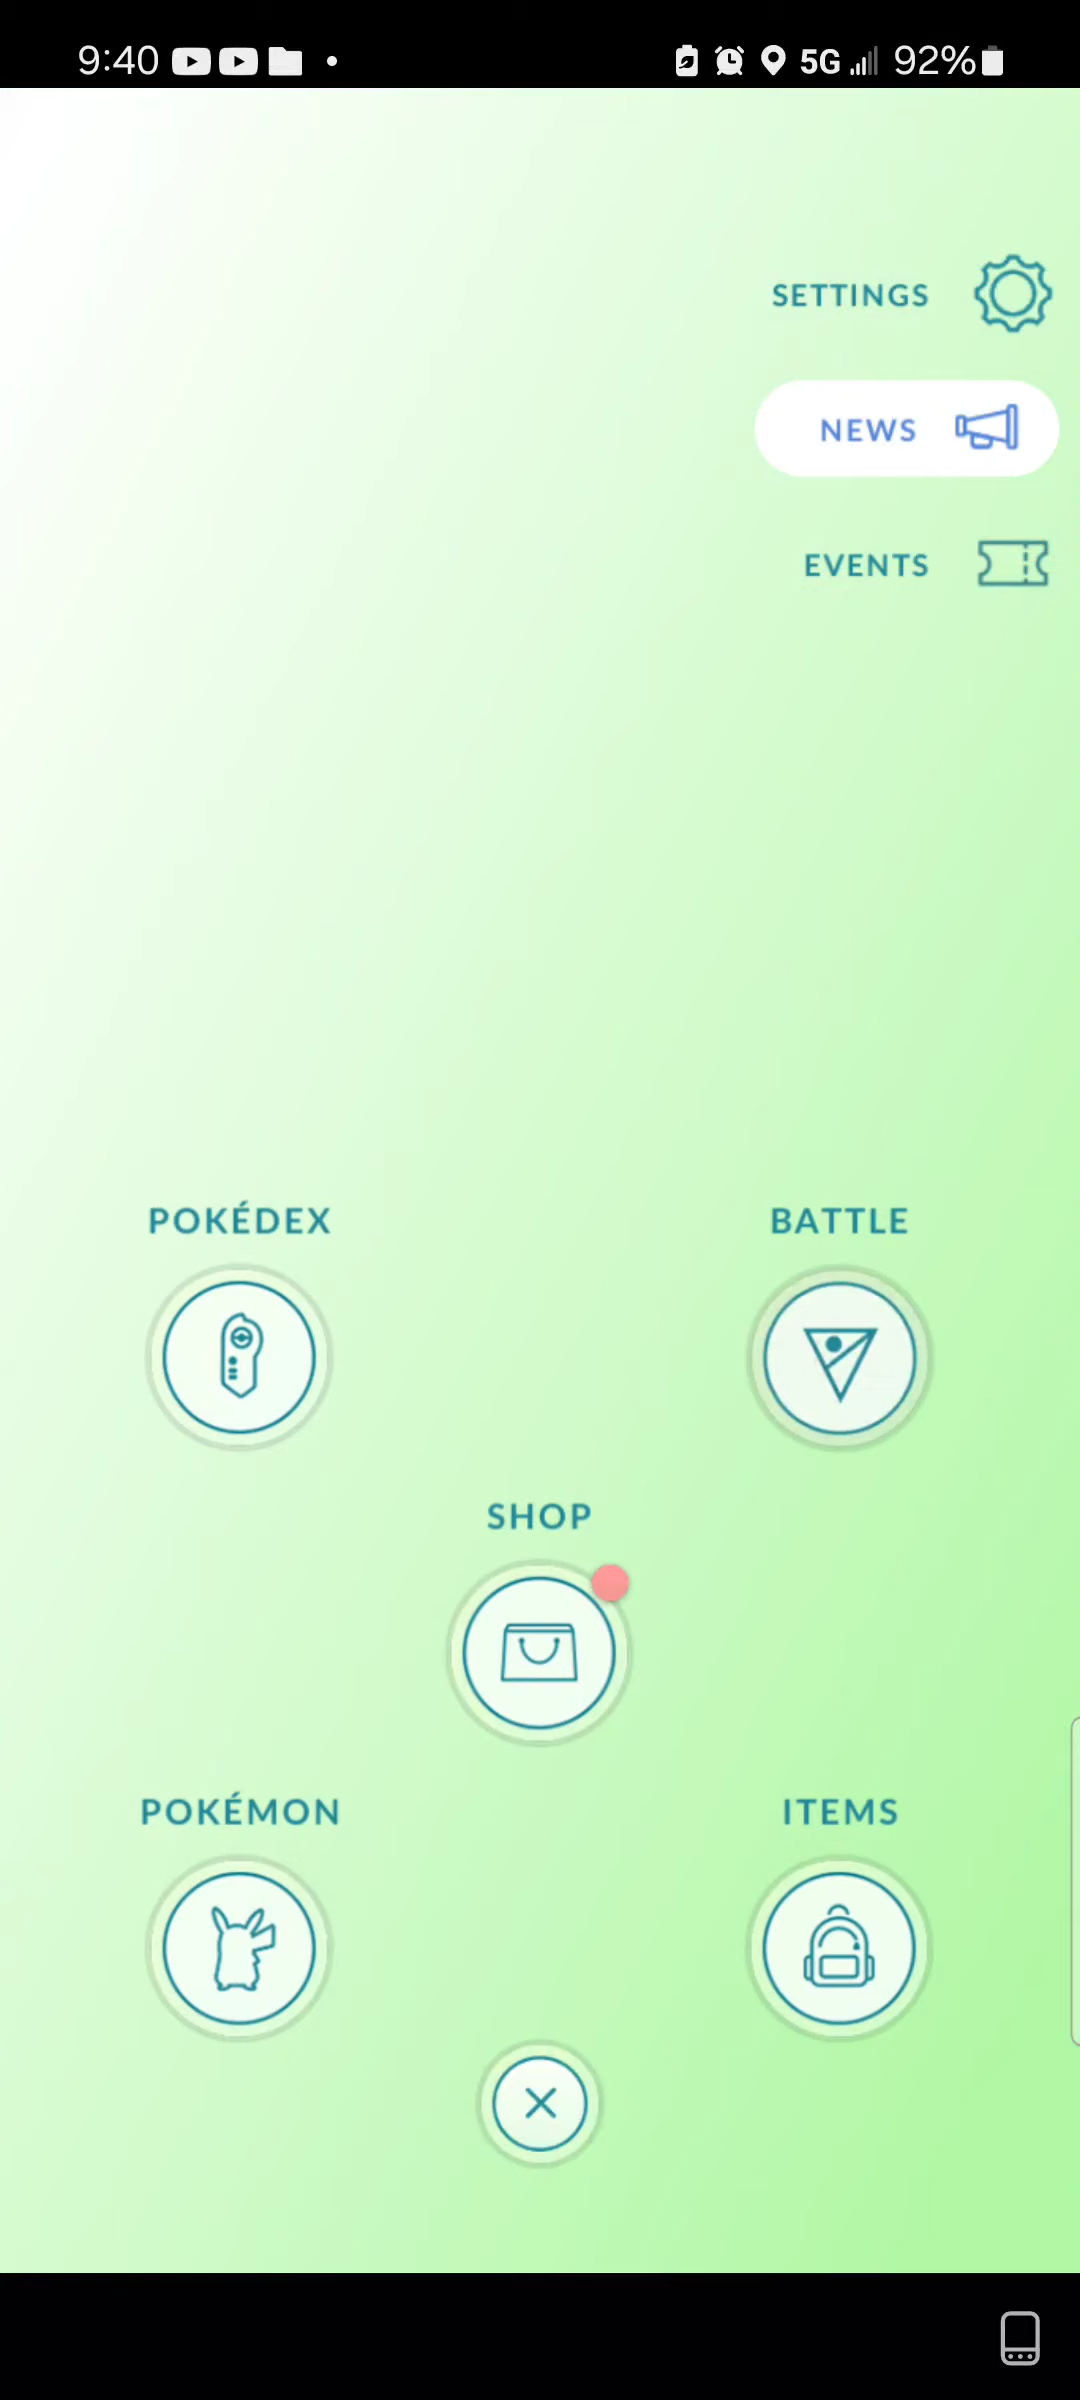 9:40 5G 92%
SETTINGS
NEWS
EVENTS
POKÉDEX
BATTLE
SHOP
POKÉMON
ITEMS